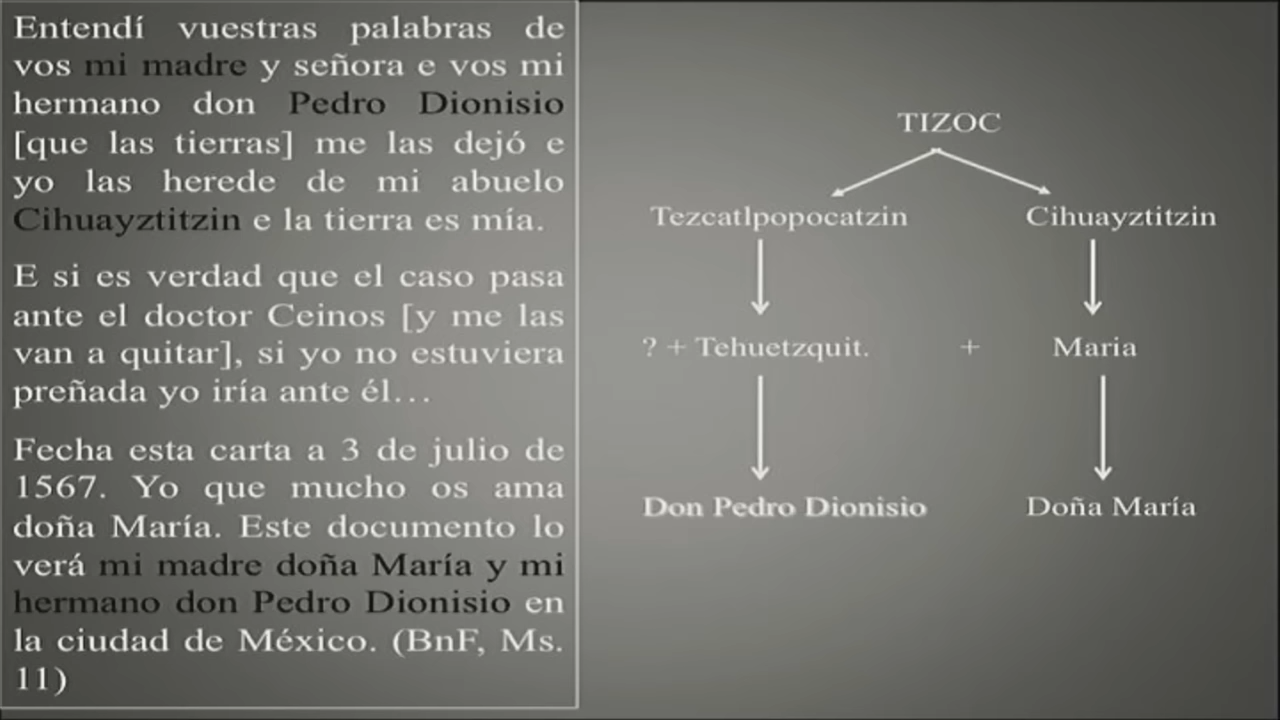 Entendí vuestras palabras de
vos mi madre y señora e vos mi
hermano don Pedro Dionisio
[que las tierras] me las dejó e
yo las herede de mi abuelo
Cihuayztitzin e la tierra es mía.
E si es verdad que el caso pasa
ante el doctor Ceinos [y me las
van a quitar], si yo no estuviera
preñada yo iría ante él…
Fecha esta carta a 3 de julio de
1567. Yo que mucho os ama
doña María. Este documento lo
verá mi madre doña María y mi
hermano don Pedro Dionisio en
la ciudad de México. (BnF, Ms.
11)
TIZOC
Tezcatlpopocatzin Cihuayztitzin
? + Tehuetzquit. + Maria
Don Pedro Dionisio Doña María